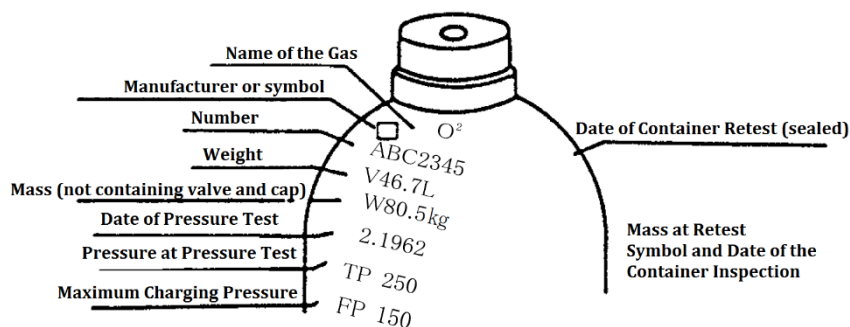 Name of the Gas
Manufacturer or symbol
Number
Weight
Mass (not containing valve and cap)
Date of Pressure Test
Pressure at Pressure Test
Maximum Charging Pressure
O²
ABC2345
V46.7L
W80.5kg
2.1962
TP 250
FP 150
Date of Container Retest (sealed)
Mass at Retest
Symbol and Date of the
Container Inspection